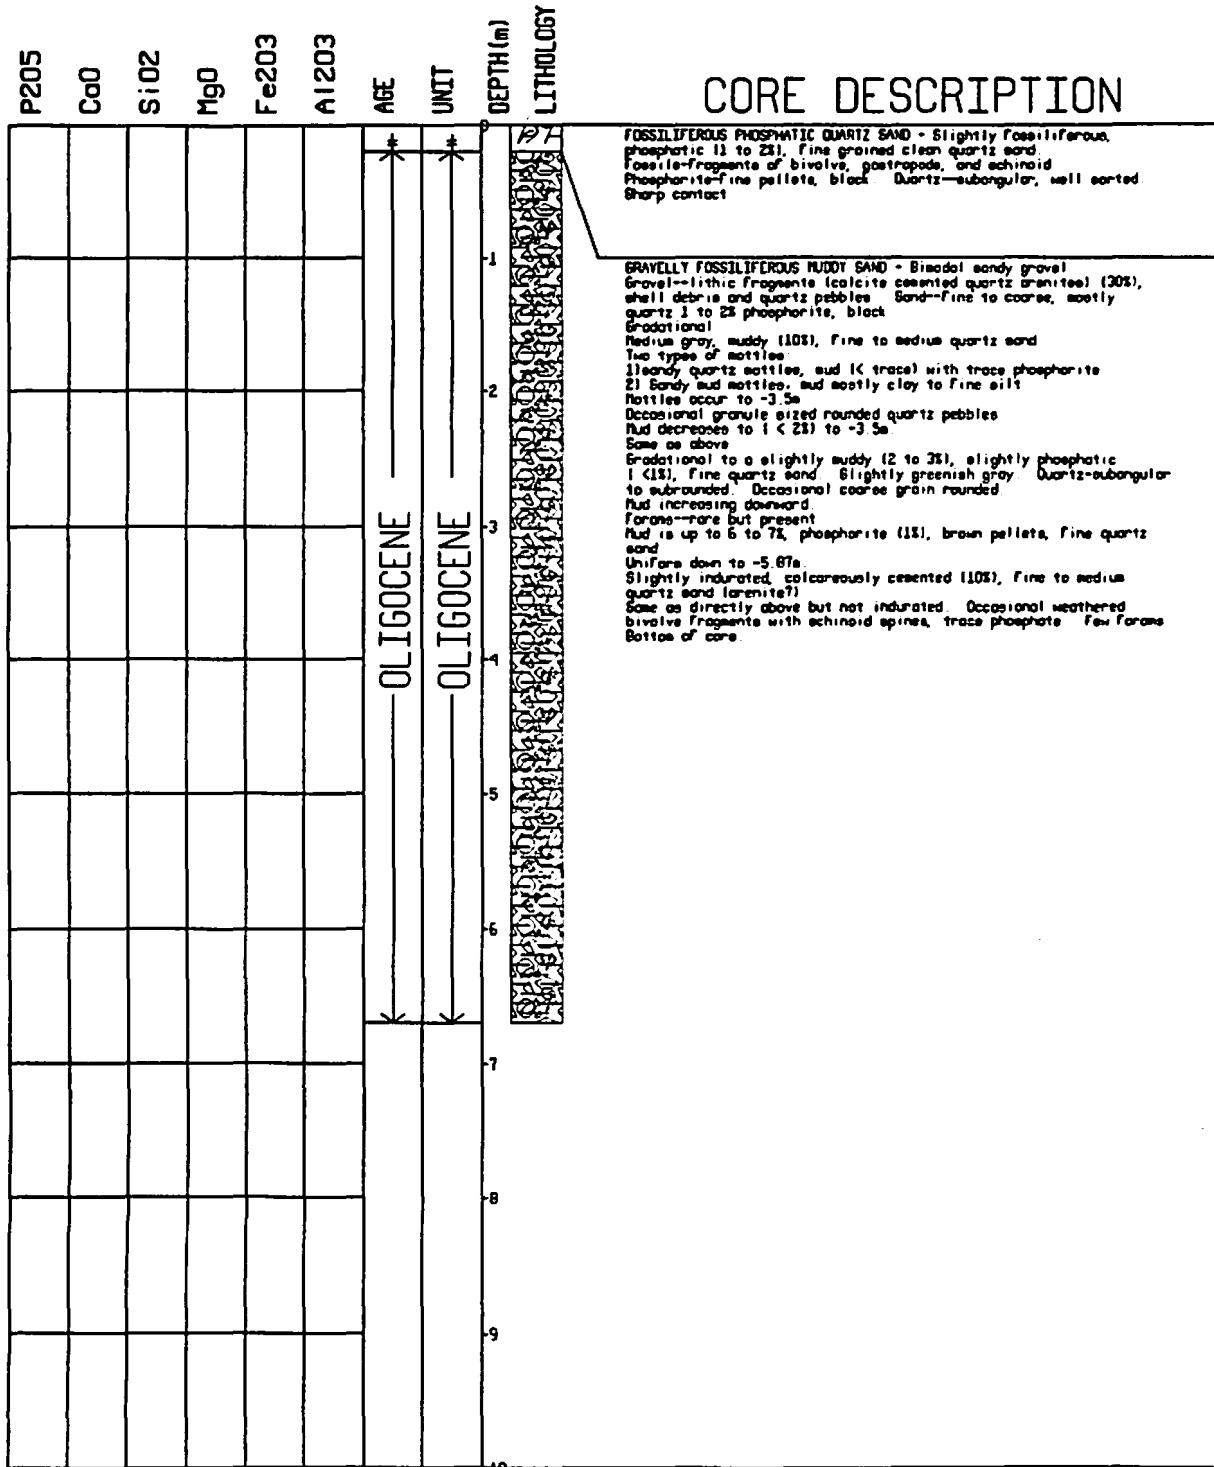 P205
CaO
SiO2
MgO
Fe2O3
Al2O3
AGE
UNIT
DEPTH(m)
LITHOLOGY
CORE DESCRIPTION
0
*
*
FOSSILIFEROUS PHOSPHATIC QUARTZ SAND - Slightly fossiliferous,
phosphatic (1 to 2%), fine grained clean quartz sand.
Fossils-fragments of bivalve, gastropods, and echinoid
Phosphorite-fine pellets, black. Quartz--subangular, well sorted.
Sharp contact
GRAVELLY FOSSILIFEROUS MUDDY SAND - Bimodal sandy gravel
Gravel--lithic fragments (calcite cemented quartz arenites) (30%),
shell debris and quartz pebbles Sand--fine to coarse, mostly
quartz 1 to 2% phosphorite, black
Gradational
Medium gray, muddy (10%), fine to medium quartz sand
Two types of mottles
1)sandy quartz mottles, mud (< trace) with trace phosphorite
2) Sandy mud mottles, mud mostly clay to fine silt
Mottles occur to -3.5m
Occasional granule sized rounded quartz pebbles
Mud decreases to ( < 2%) to -3.5m
Same as above
Gradational to a slightly muddy (2 to 3%), slightly phosphatic
( <1%), fine quartz sand. Slightly greenish gray. Quartz-subangular
to subrounded. Occasional coarse grain rounded.
Mud increasing downward.
Forams--rare but present
Mud is up to 6 to 7%, phosphorite (1%), brown pellets, fine quartz
sand
Uniform down to -5.87m.
Slightly indurated, calcareously cemented (10%), fine to medium
quartz sand (arenite?)
Same as directly above but not indurated. Occasional weathered
bivalve fragments with echinoid spines, trace phosphate Few forams
Bottom of core.
OLIGOCENE
OLIGOCENE
-1
-2
-3
-4
-5
-6
-7
-8
-9